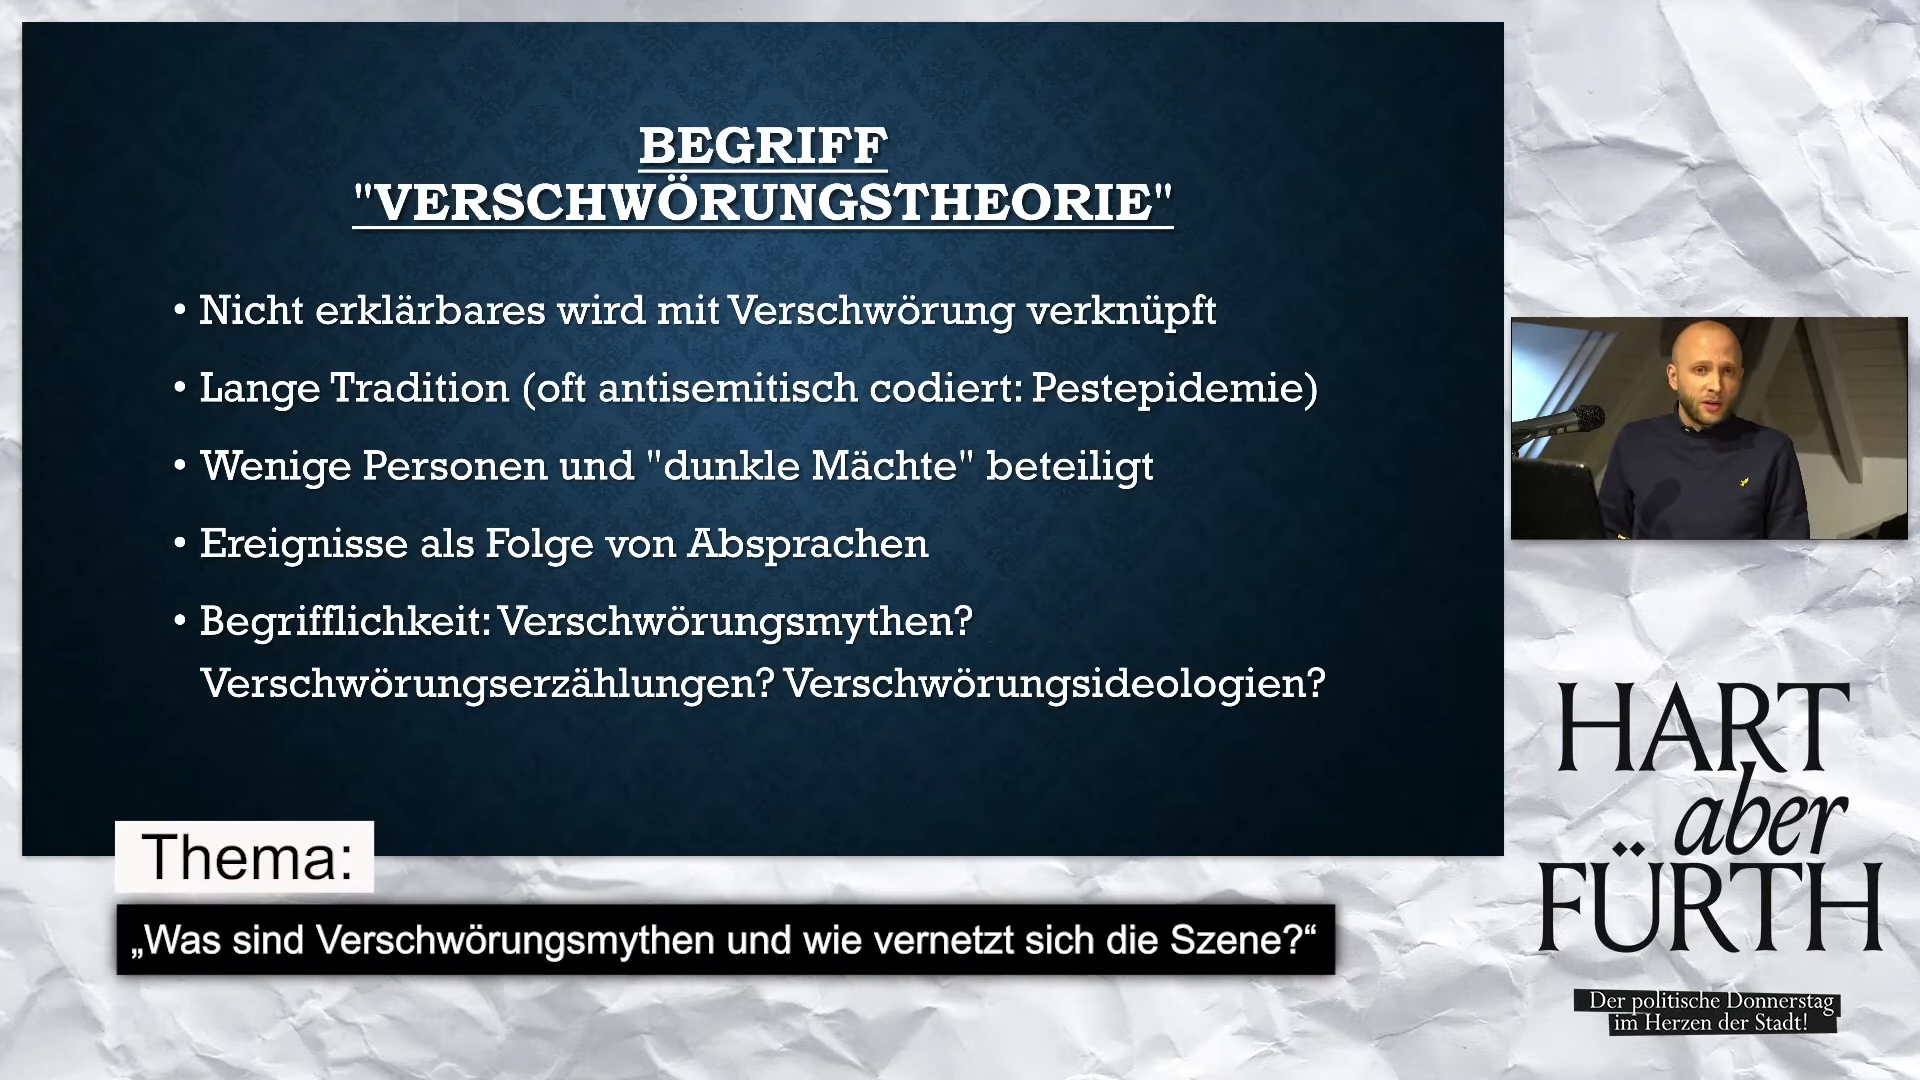 BEGRIFF
"VERSCHWÖRUNGSTHEORIE"
• Nicht erklärbares wird mit Verschwörung verknüpft
• Lange Tradition (oft antisemitisch codiert: Pestepidemie)
• Wenige Personen und "dunkle Mächte" beteiligt
• Ereignisse als Folge von Absprachen
• Begrifflichkeit: Verschwörungsmythen?
Verschwörungserzählungen? Verschwörungsideologien?
Thema:
„Was sind Verschwörungsmythen und wie vernetzt sich die Szene?“
HART
aber
FÜRTH
Der politische Donnerstag
im Herzen der Stadt!